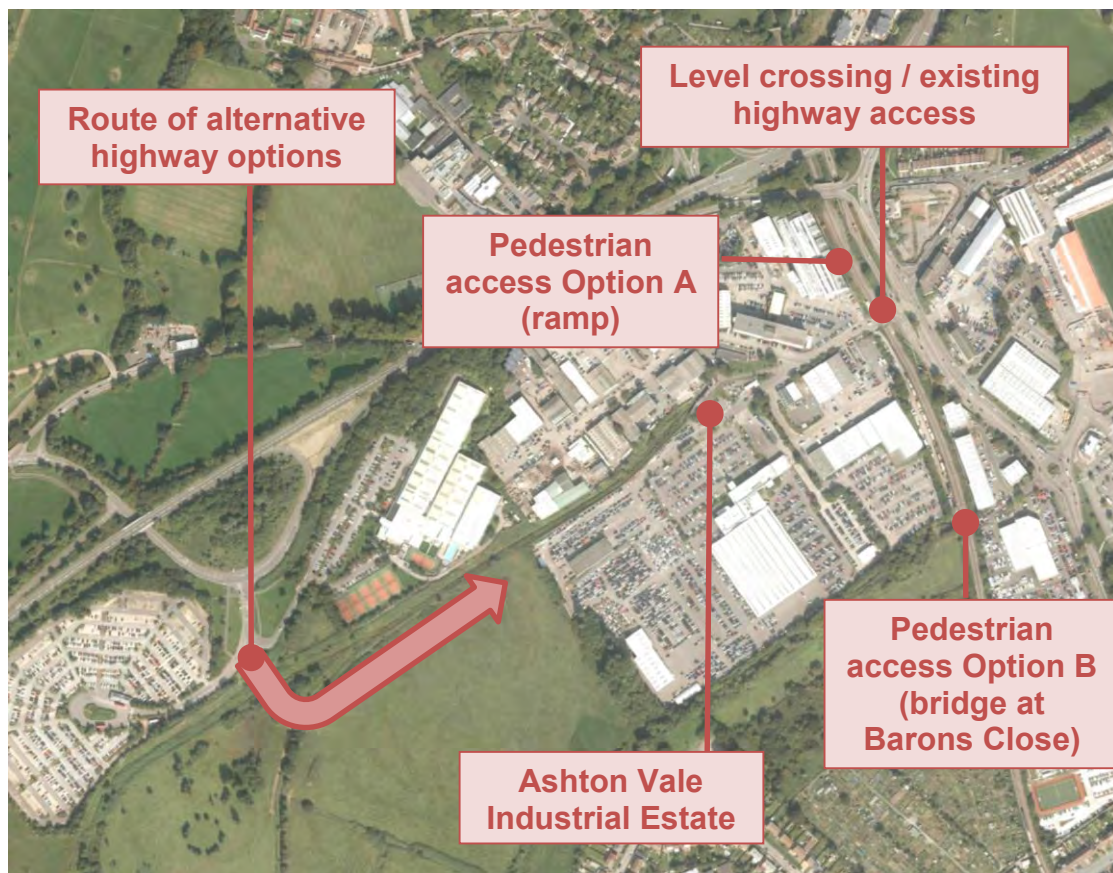 Level crossing / existing
highway access
Route of alternative
highway options
Pedestrian
access Option A
(ramp)
Pedestrian
access Option B
(bridge at
Barons Close)
Ashton Vale
Industrial Estate